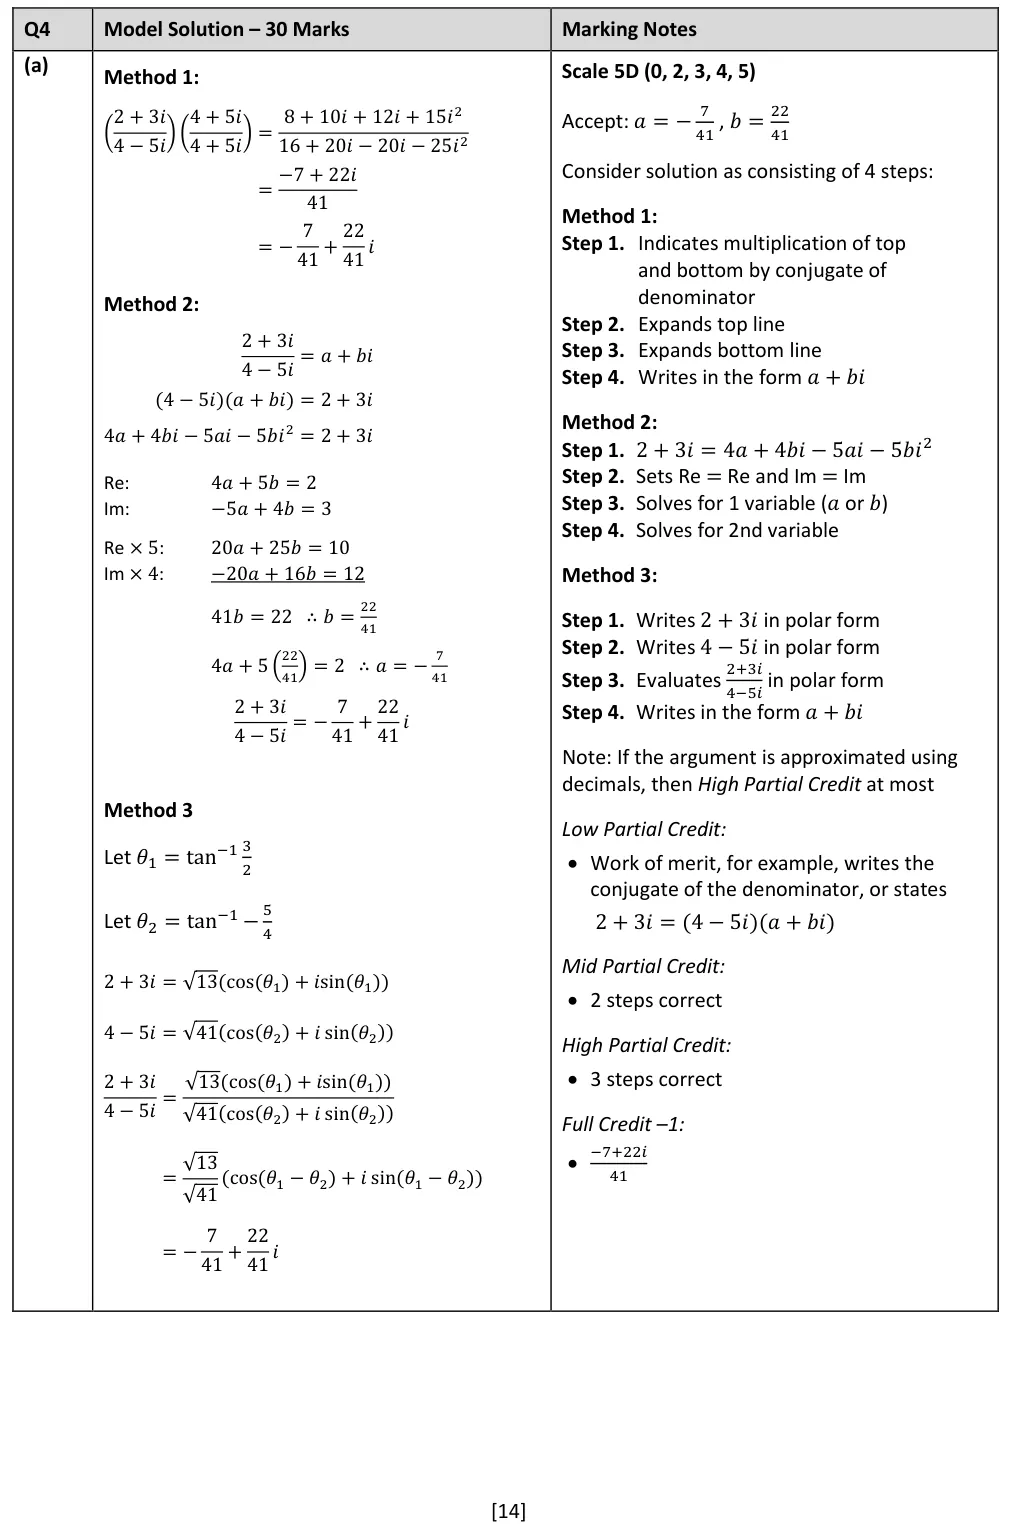 Q4 Model Solution – 30 Marks Marking Notes
(a)
Method 1:
(2 + 3i / 4 − 5i)(4 + 5i / 4 + 5i) = 8 + 10i + 12i + 15i² / 16 + 20i − 20i − 25i²
= −7 + 22i / 41
= − 7/41 + 22/41 i
Method 2:
2 + 3i / 4 − 5i = a + bi
(4 − 5i)(a + bi) = 2 + 3i
4a + 4bi − 5ai − 5bi² = 2 + 3i
Re: 4a + 5b = 2
Im: −5a + 4b = 3
Re × 5: 20a + 25b = 10
Im × 4: −20a + 16b = 12
41b = 22 ∴ b = 22/41
4a + 5(22/41) = 2 ∴ a = − 7/41
2 + 3i / 4 − 5i = − 7/41 + 22/41 i
Method 3
Let θ₁ = tan⁻¹ 3/2
Let θ₂ = tan⁻¹ − 5/4
2 + 3i = √13(cos(θ₁) + isin(θ₁))
4 − 5i = √41(cos(θ₂) + i sin(θ₂))
2 + 3i / 4 − 5i = √13(cos(θ₁) + isin(θ₁)) / √41(cos(θ₂) + i sin(θ₂))
= √13/√41 (cos(θ₁ − θ₂) + i sin(θ₁ − θ₂))
= − 7/41 + 22/41 i
Scale 5D (0, 2, 3, 4, 5)
Accept: a = − 7/41 , b = 22/41
Consider solution as consisting of 4 steps:
Method 1:
Step 1. Indicates multiplication of top
and bottom by conjugate of
denominator
Step 2. Expands top line
Step 3. Expands bottom line
Step 4. Writes in the form a + bi
Method 2:
Step 1. 2 + 3i = 4a + 4bi − 5ai − 5bi²
Step 2. Sets Re = Re and Im = Im
Step 3. Solves for 1 variable (a or b)
Step 4. Solves for 2nd variable
Method 3:
Step 1. Writes 2 + 3i in polar form
Step 2. Writes 4 − 5i in polar form
Step 3. Evaluates 2+3i/4−5i in polar form
Step 4. Writes in the form a + bi
Note: If the argument is approximated using
decimals, then High Partial Credit at most
Low Partial Credit:
• Work of merit, for example, writes the
conjugate of the denominator, or states
2 + 3i = (4 − 5i)(a + bi)
Mid Partial Credit:
• 2 steps correct
High Partial Credit:
• 3 steps correct
Full Credit –1:
• −7+22i/41
[14]